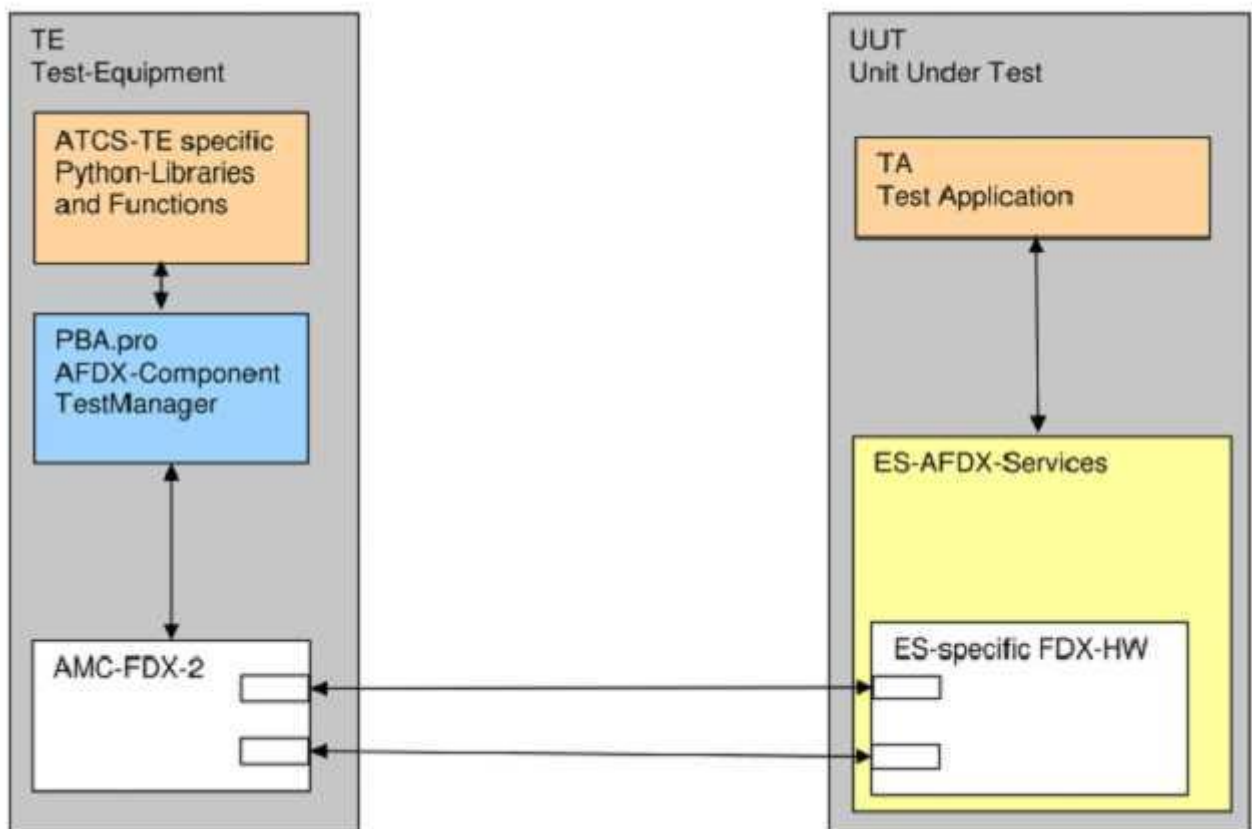 TE
Test-Equipment
ATCS-TE specific
Python-Libraries
and Functions
PBA.pro
AFDX-Component
TestManager
AMC-FDX-2
UUT
Unit Under Test
TA
Test Application
ES-AFDX-Services
ES-specific FDX-HW